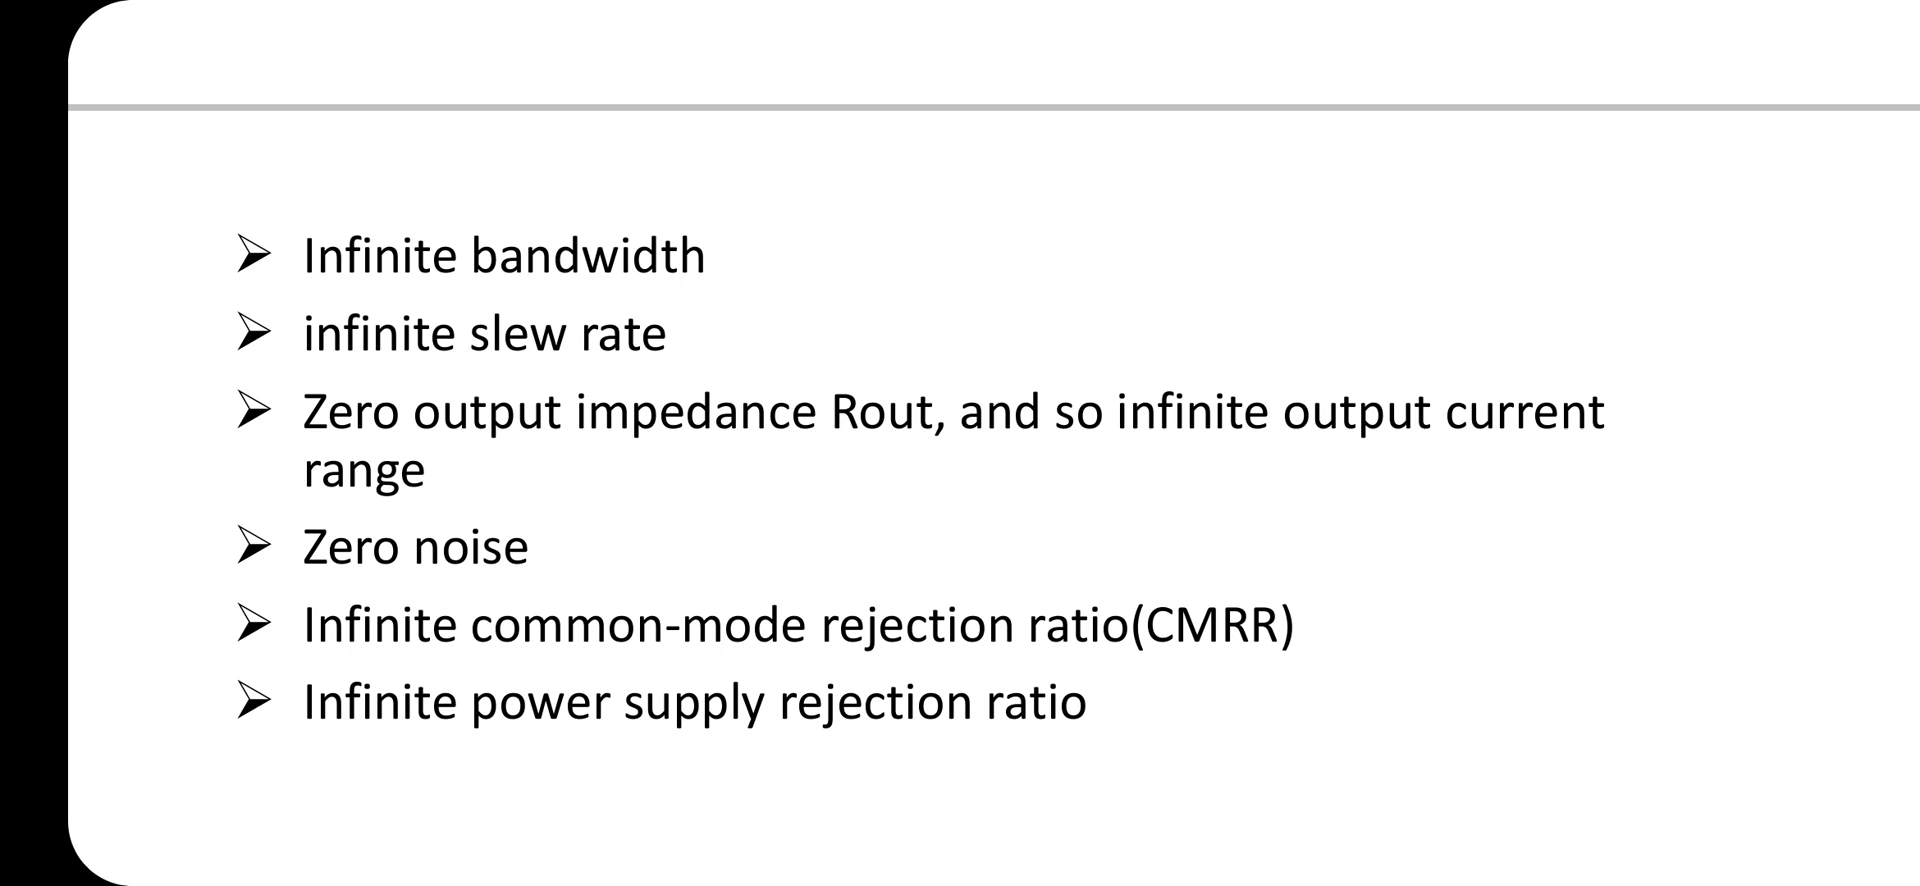 ➢ Infinite bandwidth
➢ infinite slew rate
➢ Zero output impedance Rout, and so infinite output current
range
➢ Zero noise
➢ Infinite common-mode rejection ratio(CMRR)
➢ Infinite power supply rejection ratio